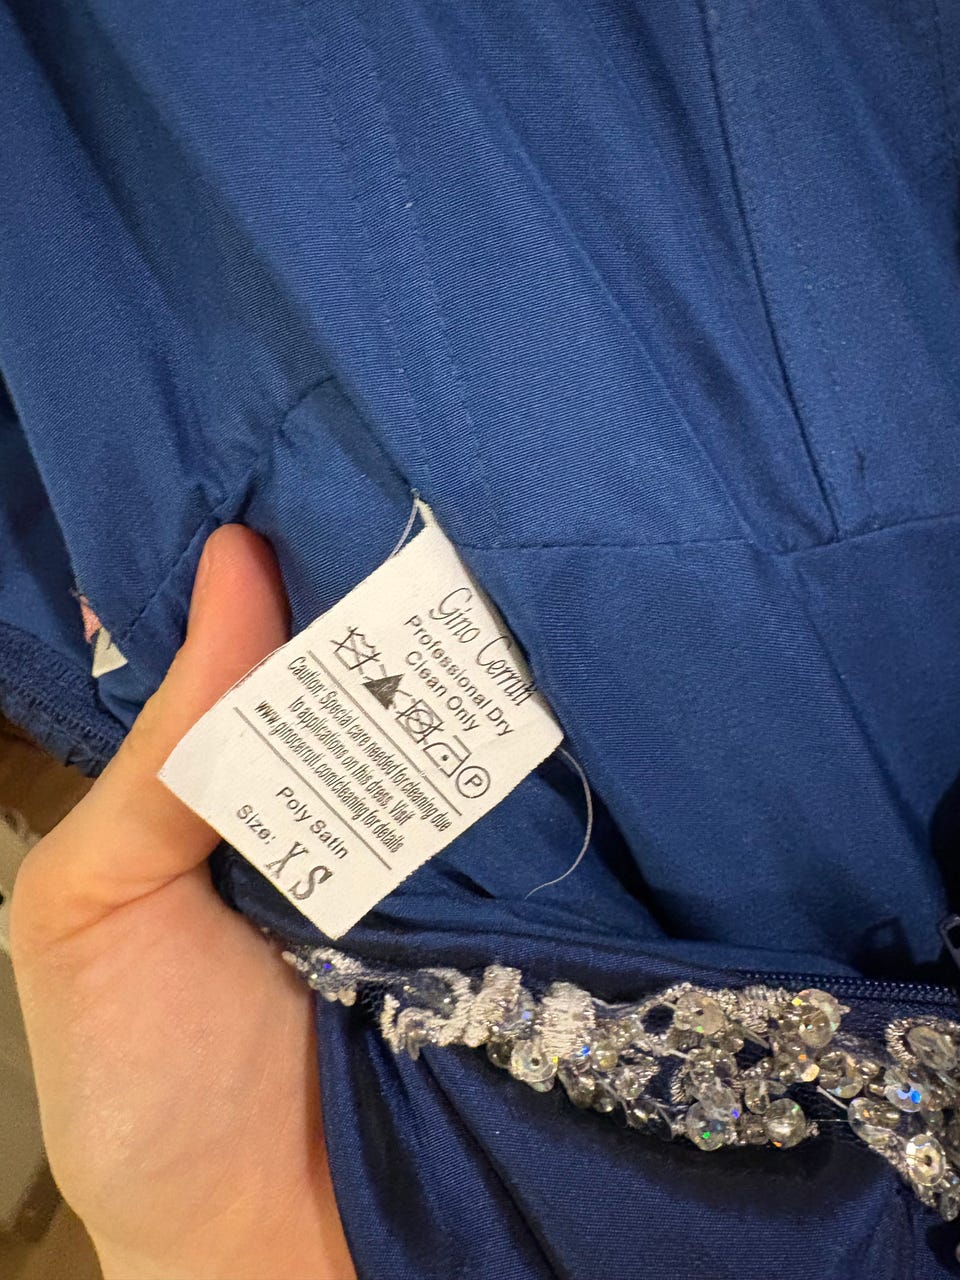 Gino Cerruti
Professional Dry
Clean Only
P
Caution: Special care needed for cleaning due
to applications on this dress. Visit
www.ginocerruti.com/cleaning for details
Poly Satin
Size: XS